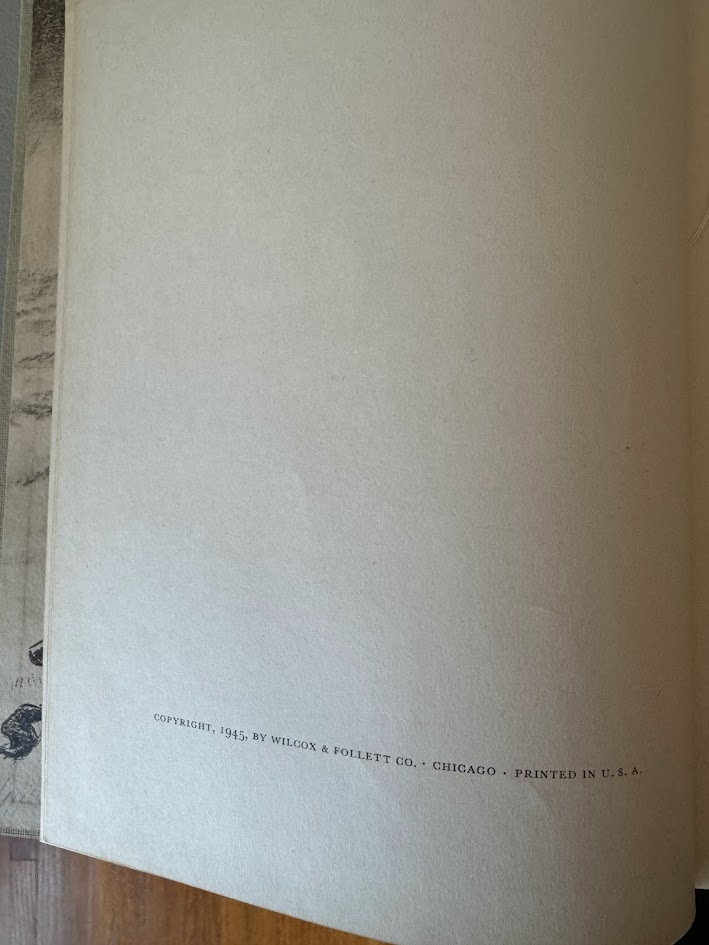 COPYRIGHT, 1945, BY WILCOX & FOLLETT CO. · CHICAGO · PRINTED IN U. S. A.